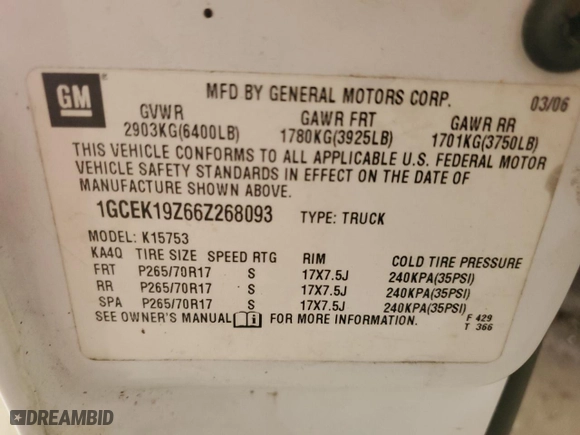 GM
MFD BY GENERAL MOTORS CORP. 03/06
GVWR GAWR FRT GAWR RR
2903KG(6400LB) 1780KG(3925LB) 1701KG(3750LB)
THIS VEHICLE CONFORMS TO ALL APPLICABLE U.S. FEDERAL MOTOR
VEHICLE SAFETY STANDARDS IN EFFECT ON THE DATE OF
MANUFACTURE SHOWN ABOVE.
1GCEK19Z66Z268093 TYPE: TRUCK
MODEL: K15753
KA4Q TIRE SIZE SPEED RTG RIM COLD TIRE PRESSURE
FRT P265/70R17 S 17X7.5J 240KPA(35PSI)
RR P265/70R17 S 17X7.5J 240KPA(35PSI)
SPA P265/70R17 S 17X7.5J 240KPA(35PSI)
SEE OWNER'S MANUAL i FOR MORE INFORMATION. F 429
T 366
DREAMBID